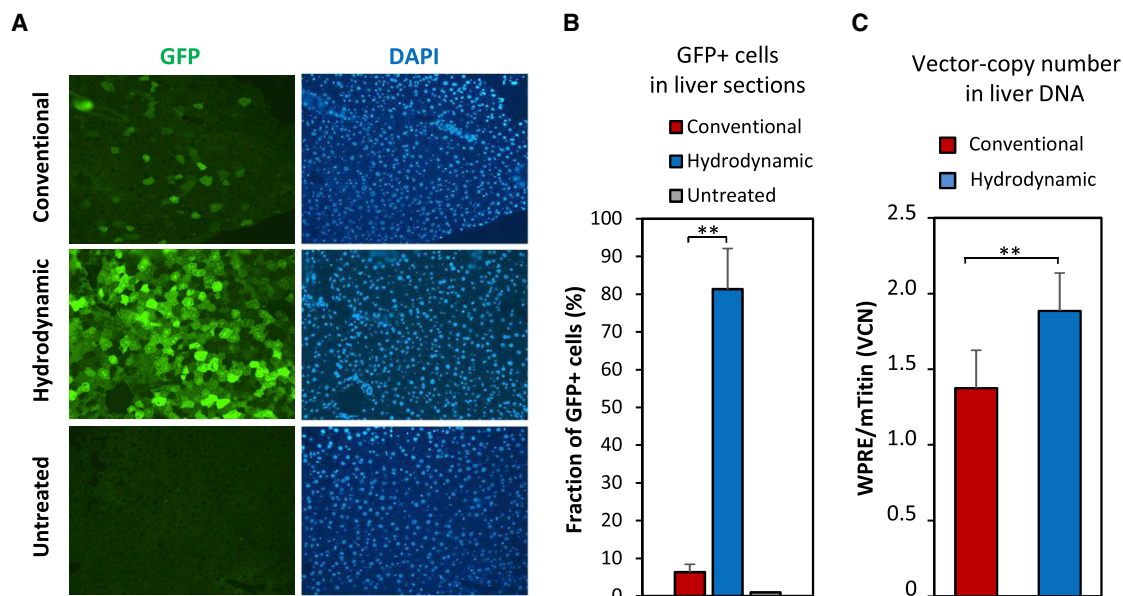 A
GFP
DAPI
Conventional
Hydrodynamic
Untreated
B
GFP+ cells
in liver sections
Conventional
Hydrodynamic
Untreated
Fraction of GFP+ cells (%)
100
90
80
70
60
50
40
30
20
10
0
**
C
Vector-copy number
in liver DNA
Conventional
Hydrodynamic
WPRE/mTitin (VCN)
2.5
2.0
1.5
1.0
0.5
0
**